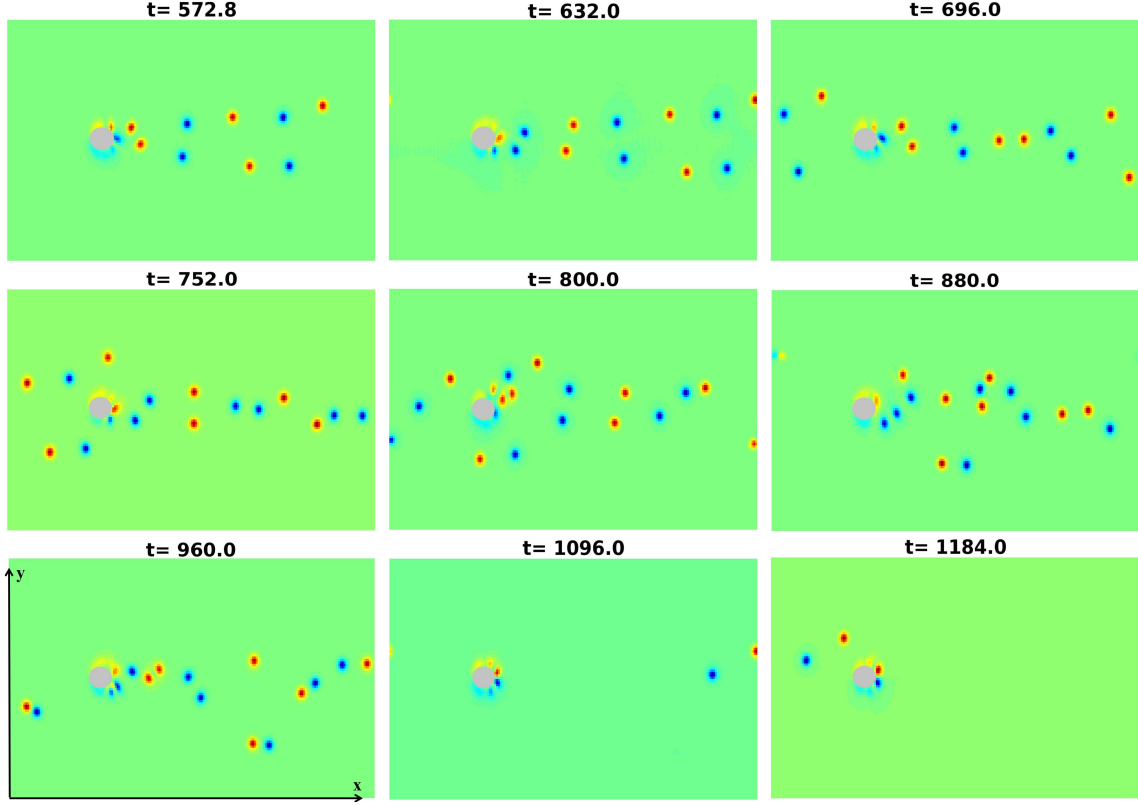 t= 572.8
t= 632.0
t= 696.0
t= 752.0
t= 800.0
t= 880.0
t= 960.0
t= 1096.0
t= 1184.0
y
x